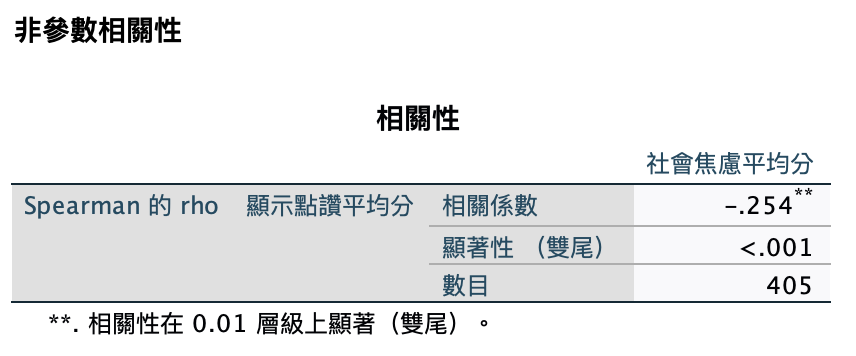 非參數相關性
相關性
社會焦慮平均分
Spearman 的 rho 顯示點讚平均分 相關係數 -.254**
顯著性 （雙尾） <.001
數目 405
**. 相關性在 0.01 層級上顯著（雙尾）。